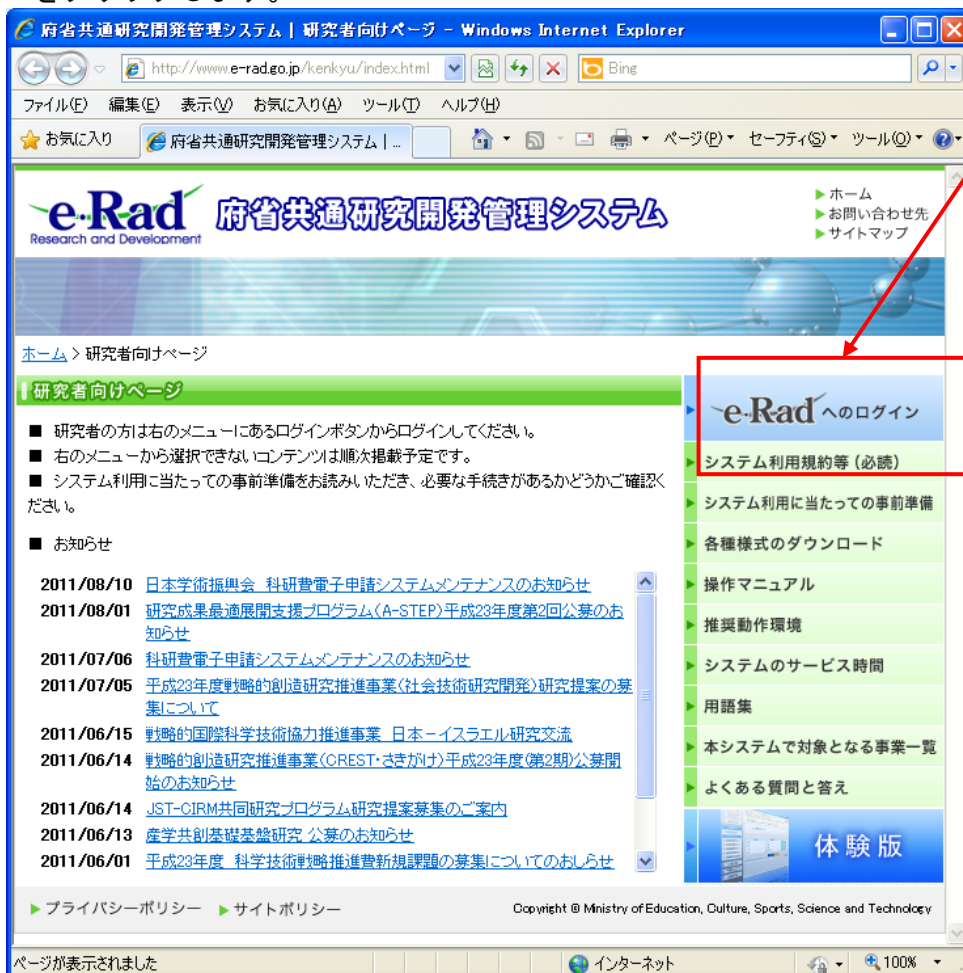 をクリックします。
府省共通研究開発管理システム | 研究者向けページ - Windows Internet Explorer
http://www.e-rad.go.jp/kenkyu/index.html
Bing
ファイル(F) 編集(E) 表示(V) お気に入り(A) ツール(T) ヘルプ(H)
お気に入り
府省共通研究開発管理システム | ...
ページ(P) セーフティ(S) ツール(O)
e-Rad
Research and Development
府省共通研究開発管理システム
ホーム
お問い合わせ先
サイトマップ
ホーム > 研究者向けページ
研究者向けページ
■ 研究者の方は右のメニューにあるログインボタンからログインしてください。
■ 右のメニューから選択できないコンテンツは順次掲載予定です。
■ システム利用に当たっての事前準備をお読みいただき、必要な手続きがあるかどうかご確認く
ださい。
■ お知らせ
2011/08/10 日本学術振興会 科研費電子申請システムメンテナンスのお知らせ
2011/08/01 研究成果最適展開支援プログラム(A-STEP)平成23年度第2回公募のお
知らせ
2011/07/06 科研費電子申請システムメンテナンスのお知らせ
2011/07/05 平成23年度戦略的創造研究推進事業(社会技術研究開発)研究提案の募
集について
2011/06/15 戦略的国際科学技術協力推進事業 日本-イスラエル研究交流
2011/06/14 戦略的創造研究推進事業(CREST・さきがけ)平成23年度(第2期)公募開
始のお知らせ
2011/06/14 JST-CIRM共同研究プログラム研究提案募集のご案内
2011/06/13 産学共創基礎基盤研究 公募のお知らせ
2011/06/01 平成23年度 科学技術戦略推進費新規課題の募集についてのおしらせ
e-Radへのログイン
システム利用規約等(必読)
システム利用に当たっての事前準備
各種様式のダウンロード
操作マニュアル
推奨動作環境
システムのサービス時間
用語集
本システムで対象となる事業一覧
よくある質問と答え
体験版
プライバシーポリシー サイトポリシー
Copyright © Ministry of Education, Culture, Sports, Science and Technology
ページが表示されました
インターネット
100%